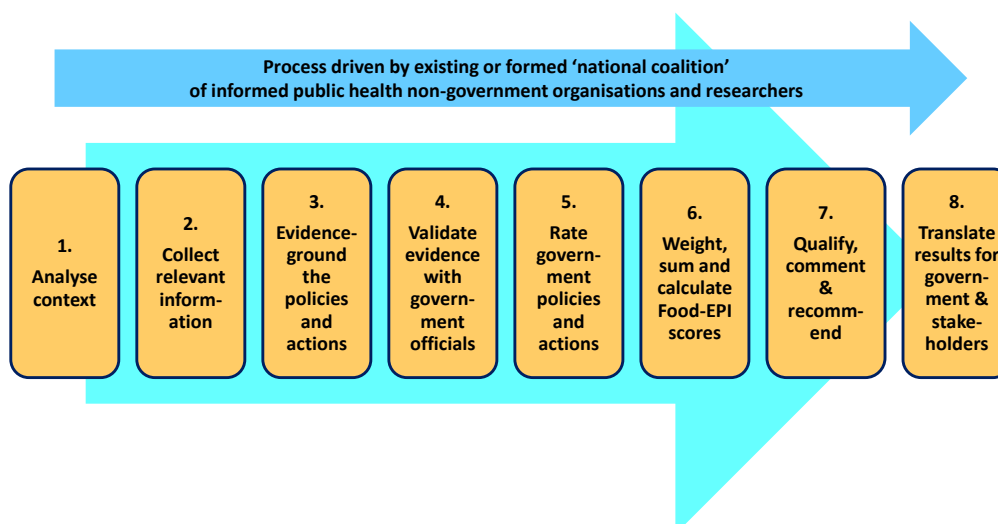 Process driven by existing or formed ‘national coalition’
of informed public health non-government organisations and researchers
1.
Analyse
context
2.
Collect
relevant
inform-
ation
3.
Evidence-
ground
the
policies
and
actions
4.
Validate
evidence
with
govern-
ment
officials
5.
Rate
govern-
ment
policies
and
actions
6.
Weight,
sum and
calculate
Food-EPI
scores
7.
Qualify,
comment
&
recomm-
end
8.
Translate
results for
govern-
ment &
stake-
holders